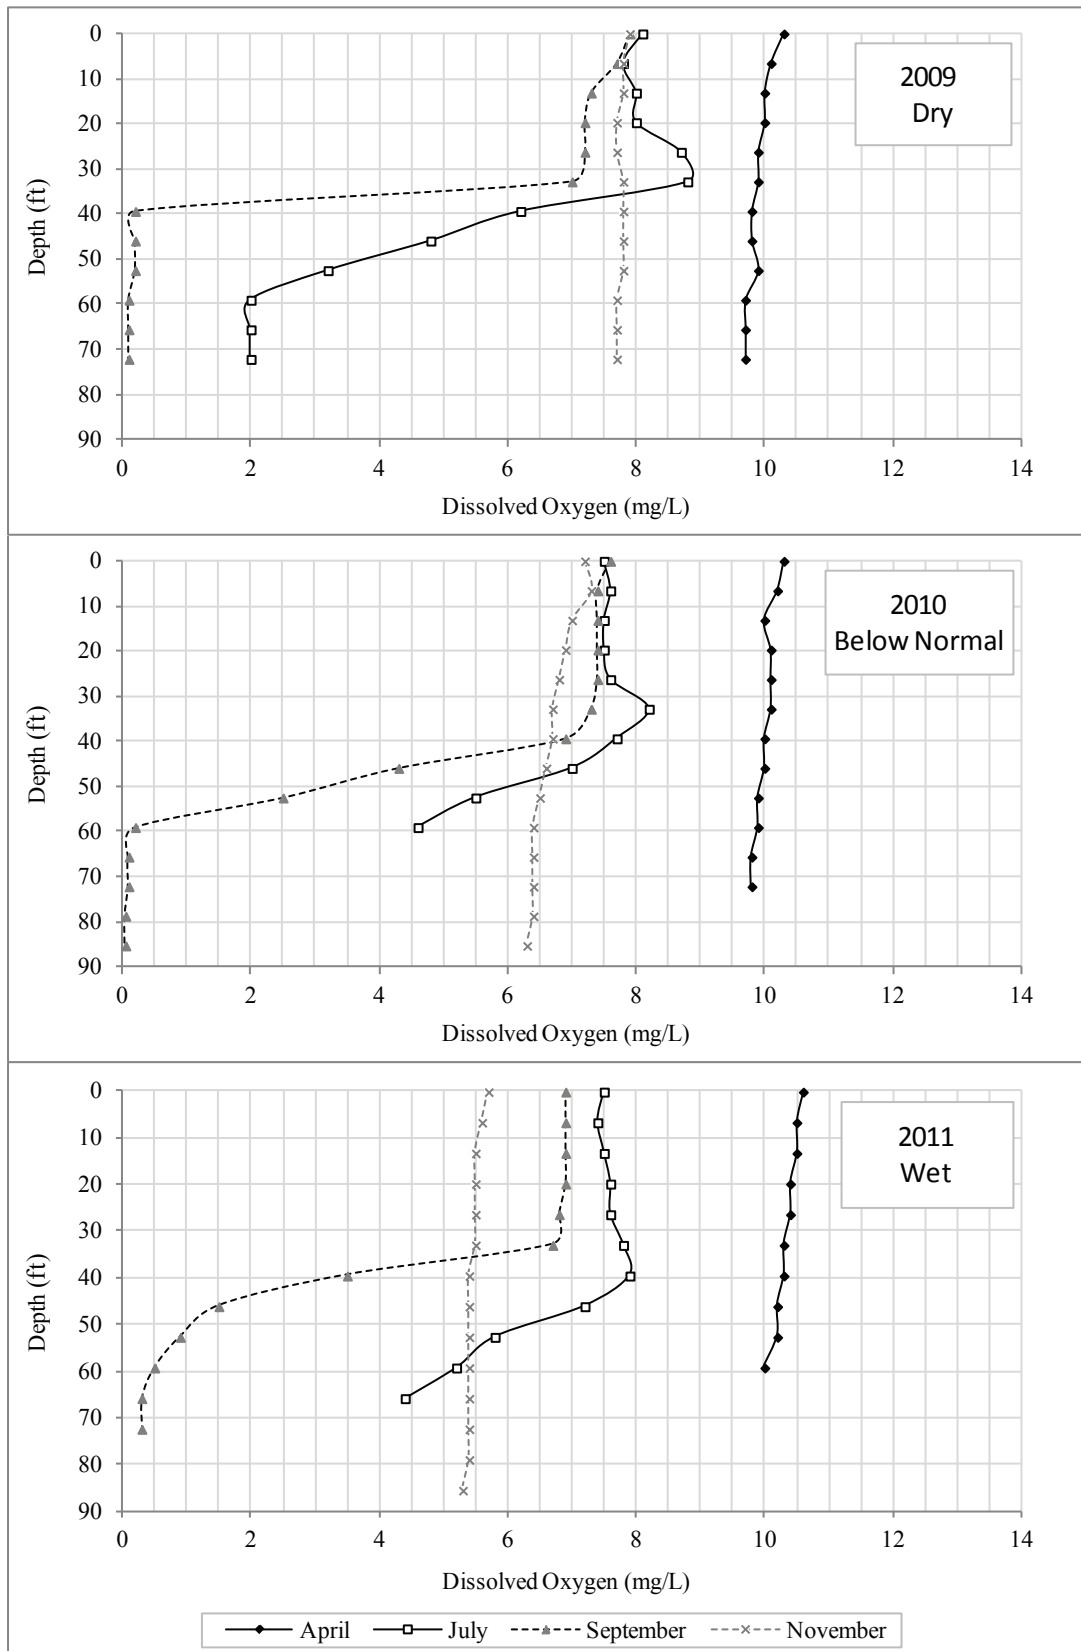 0
10
20
30
40
50
60
70
80
90
Depth (ft)
2009
Dry
0 2 4 6 8 10 12 14
Dissolved Oxygen (mg/L)
0
10
20
30
40
50
60
70
80
90
Depth (ft)
2010
Below Normal
0 2 4 6 8 10 12 14
Dissolved Oxygen (mg/L)
0
10
20
30
40
50
60
70
80
90
Depth (ft)
2011
Wet
0 2 4 6 8 10 12 14
Dissolved Oxygen (mg/L)
April July September November